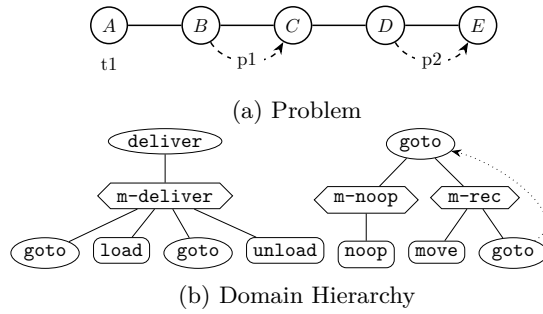 A B C D E
p1 p2
t1
(a) Problem
deliver goto
m-deliver m-noop m-rec
goto load goto unload noop move goto
(b) Domain Hierarchy